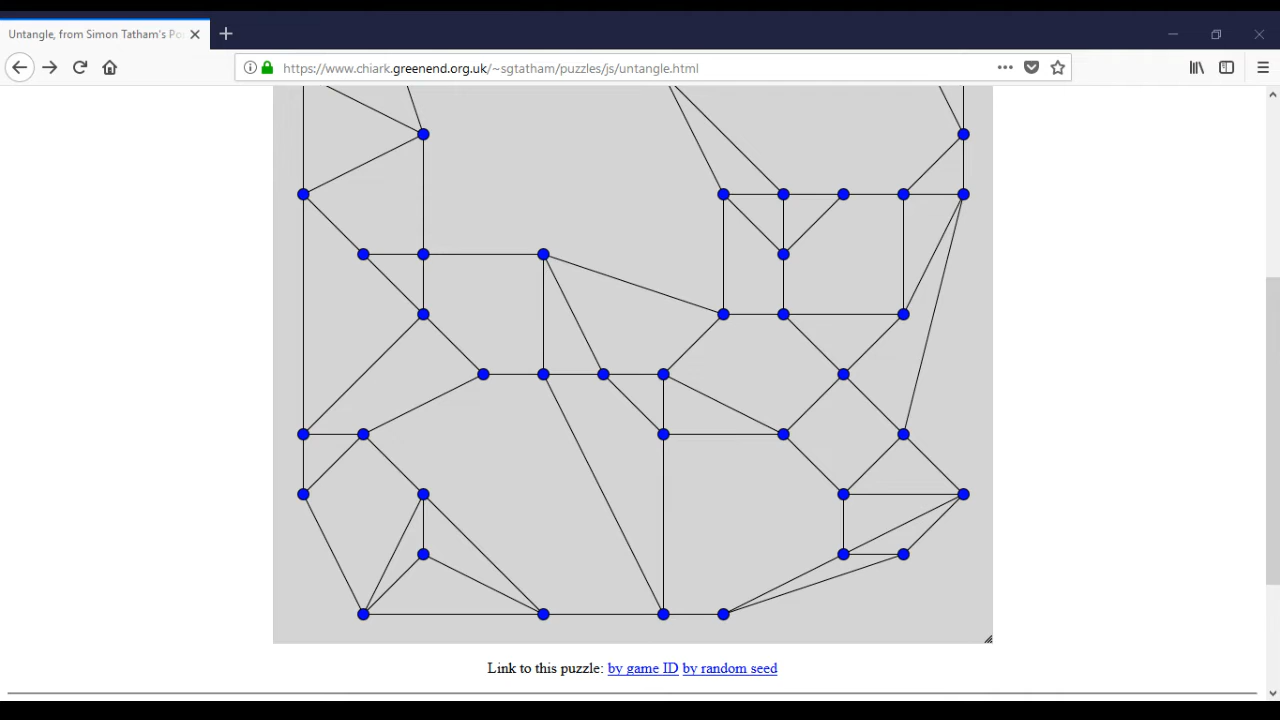 Untangle, from Simon Tatham's Po
https://www.chiark.greenend.org.uk/~sgtatham/puzzles/js/untangle.html
Link to this puzzle: by game ID by random seed